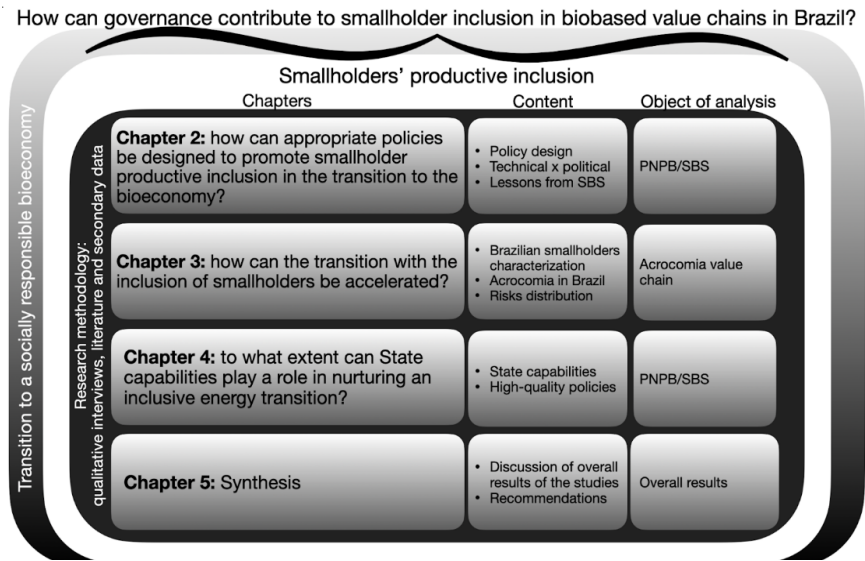 How can governance contribute to smallholder inclusion in biobased value chains in Brazil?
Transition to a socially responsible bioeconomy
Smallholders' productive inclusion
Chapters
Content
Object of analysis
Research methodology:
qualitative interviews, literature and secondary data
Chapter 2: how can appropriate policies
be designed to promote smallholder
productive inclusion in the transition to the
bioeconomy?
• Policy design
• Technical x political
• Lessons from SBS
PNPB/SBS
Chapter 3: how can the transition with the
inclusion of smallholders be accelerated?
• Brazilian smallholders
characterization
• Acrocomia in Brazil
• Risks distribution
Acrocomia value
chain
Chapter 4: to what extent can State
capabilities play a role in nurturing an
inclusive energy transition?
• State capabilities
• High-quality policies
PNPB/SBS
Chapter 5: Synthesis
• Discussion of overall
results of the studies
• Recommendations
Overall results